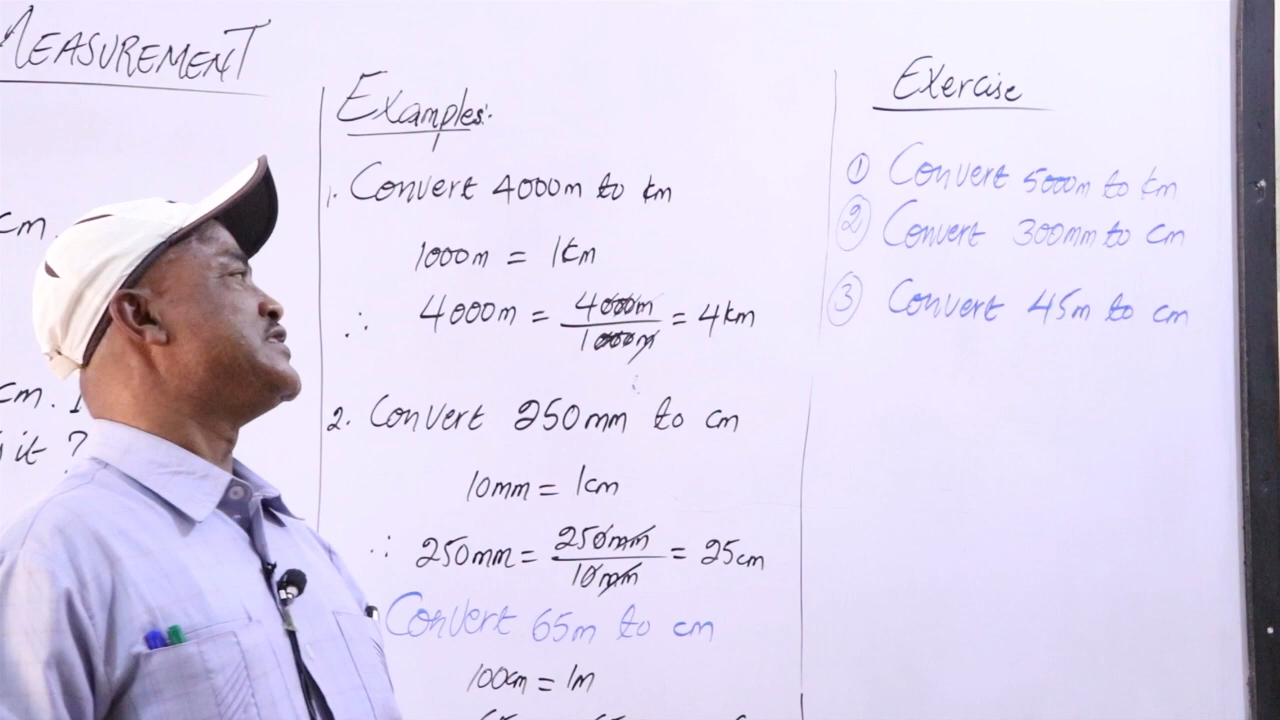 MEASUREMENT
cm.
cm. 1
it ?
Examples:
1. Convert 4000m to km
1000m = 1km
∴ 4000m = 4000m / 1000m = 4km
2. Convert 250mm to cm
10mm = 1cm
∴ 250mm = 250mm / 10mm = 25cm
Convert 65m to cm
100cm = 1m
Exercise
① Convert 5000m to km
② Convert 300mm to cm
③ Convert 45m to cm